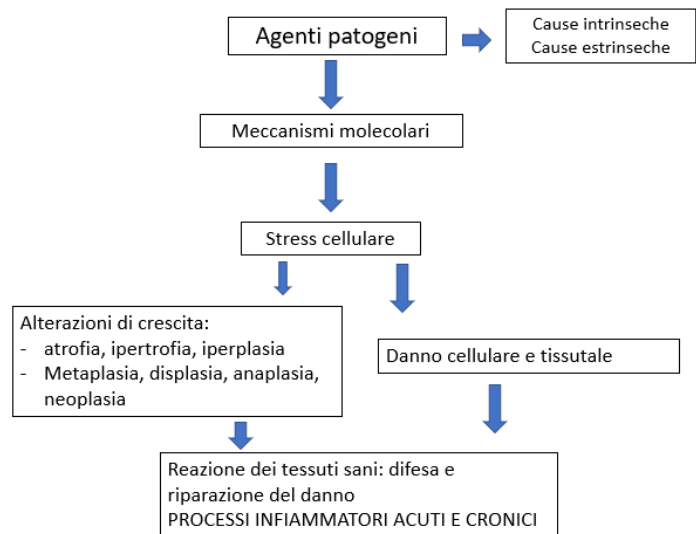 Agenti patogeni
Cause intrinseche
Cause estrinseche
Meccanismi molecolari
Stress cellulare
Alterazioni di crescita:
- atrofia, ipertrofia, iperplasia
- Metaplasia, displasia, anaplasia,
neoplasia
Danno cellulare e tissutale
Reazione dei tessuti sani: difesa e
riparazione del danno
PROCESSI INFIAMMATORI ACUTI E CRONICI